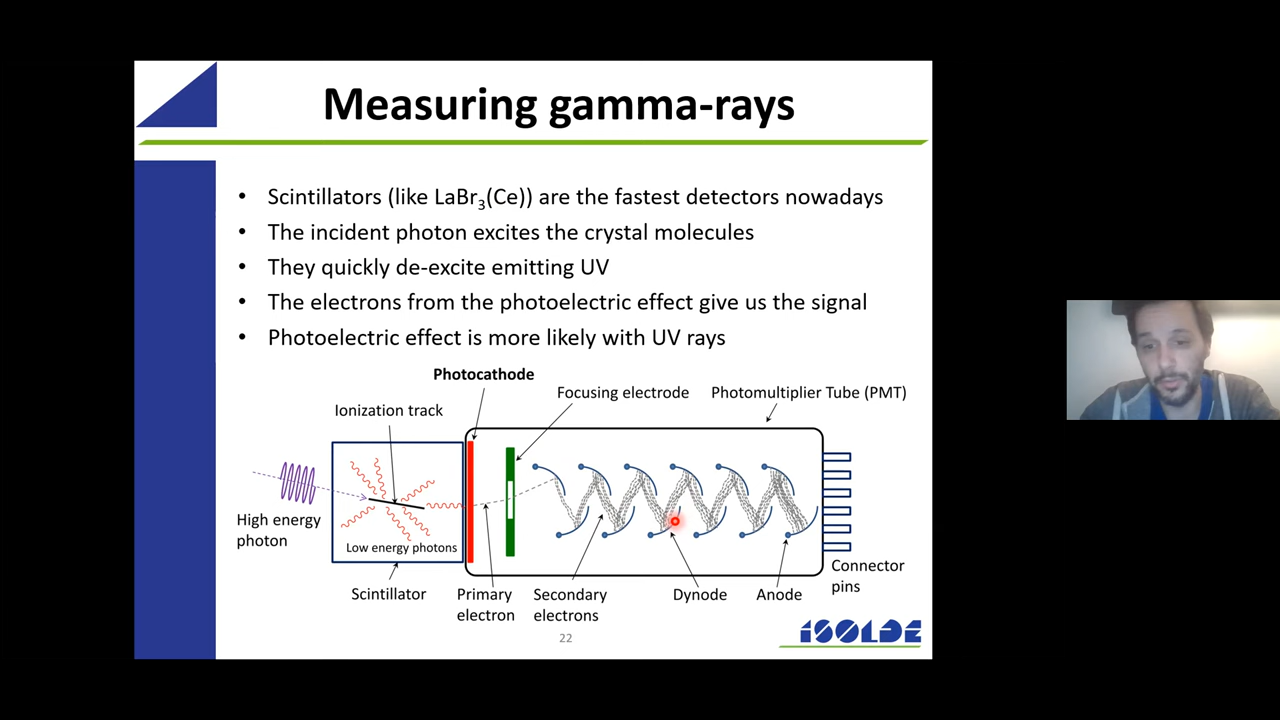 Measuring gamma-rays
• Scintillators (like LaBr3(Ce)) are the fastest detectors nowadays
• The incident photon excites the crystal molecules
• They quickly de-excite emitting UV
• The electrons from the photoelectric effect give us the signal
• Photoelectric effect is more likely with UV rays
Photocathode
Focusing electrode
Photomultiplier Tube (PMT)
Ionization track
High energy
photon
Low energy photons
Scintillator
Primary
electron
Secondary
electrons
Dynode
Anode
Connector
pins
22
ISOLDE